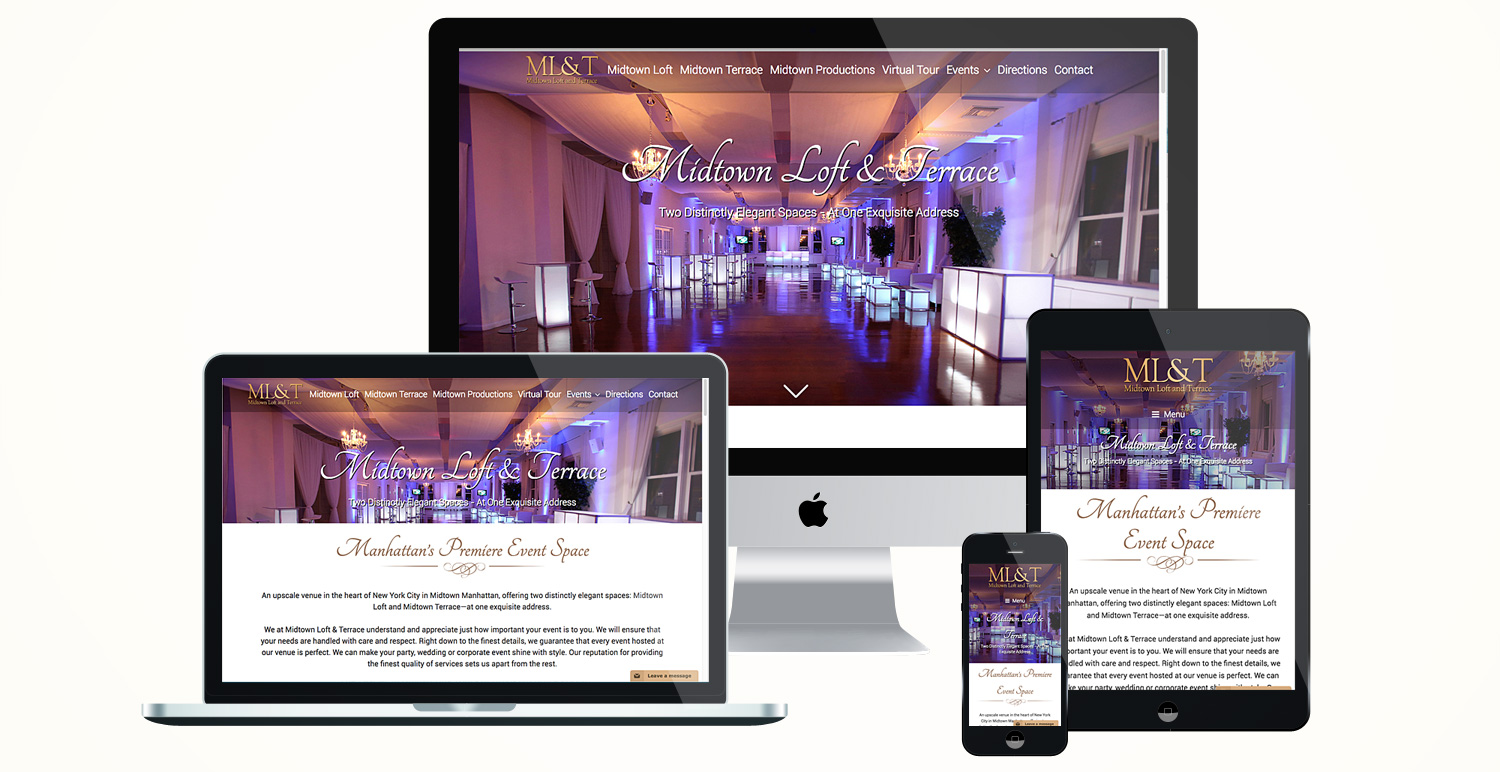 ML&T
Midtown Loft and Terrace
Midtown Loft Midtown Terrace Midtown Productions Virtual Tour Events Directions Contact
Midtown Loft & Terrace
Two Distinctly Elegant Spaces - At One Exquisite Address
ML&T
Midtown Loft and Terrace
Midtown Loft Midtown Terrace Midtown Productions Virtual Tour Events Directions Contact
Midtown Loft & Terrace
Two Distinctly Elegant Spaces - At One Exquisite Address
Manhattan's Premiere Event Space
An upscale venue in the heart of New York City in Midtown Manhattan, offering two distinctly elegant spaces: Midtown
Loft and Midtown Terrace—at one exquisite address.
We at Midtown Loft & Terrace understand and appreciate just how important your event is to you. We will ensure that
your needs are handled with care and respect. Right down to the finest details, we guarantee that every event hosted at
our venue is perfect. We can make your party, wedding or corporate event shine with style. Our reputation for providing
the finest quality of services sets us apart from the rest.
Leave a message
ML&T
Midtown Loft and Terrace
Menu
Midtown Loft & Terrace
Two Distinctly Elegant Spaces - At One Exquisite Address
Manhattan's Premiere
Event Space
An upscale venue in the heart of New York City in Midtown
anhattan, offering two distinctly elegant spaces: Midtown Loft
and Midtown Terrace—at one exquisite address.
at Midtown Loft & Terrace understand and appreciate just how
portant your event is to you. We will ensure that your needs are
dled with care and respect. Right down to the finest details, we
arantee that every event hosted at our venue is perfect. We can
ke your party, wedding or corporate event
ML&T
Midtown Loft and Terrace
Menu
Midtown Loft &
Terrace
Two Distinctly Elegant Spaces - At One
Exquisite Address
Manhattan's Premiere
Event Space
An upscale venue in the heart of New York
City in Midtown
Leave a message